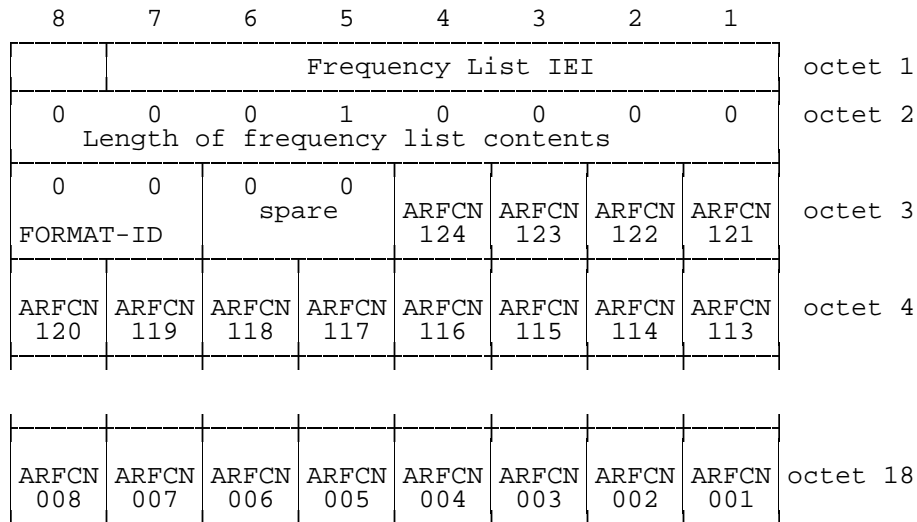 8 7 6 5 4 3 2 1
Frequency List IEI octet 1
0 0 0 1 0 0 0 0 octet 2
Length of frequency list contents
0 0 0 0
spare ARFCN ARFCN ARFCN ARFCN octet 3
FORMAT-ID 124 123 122 121
ARFCN ARFCN ARFCN ARFCN ARFCN ARFCN ARFCN ARFCN octet 4
120 119 118 117 116 115 114 113
ARFCN ARFCN ARFCN ARFCN ARFCN ARFCN ARFCN ARFCN octet 18
008 007 006 005 004 003 002 001